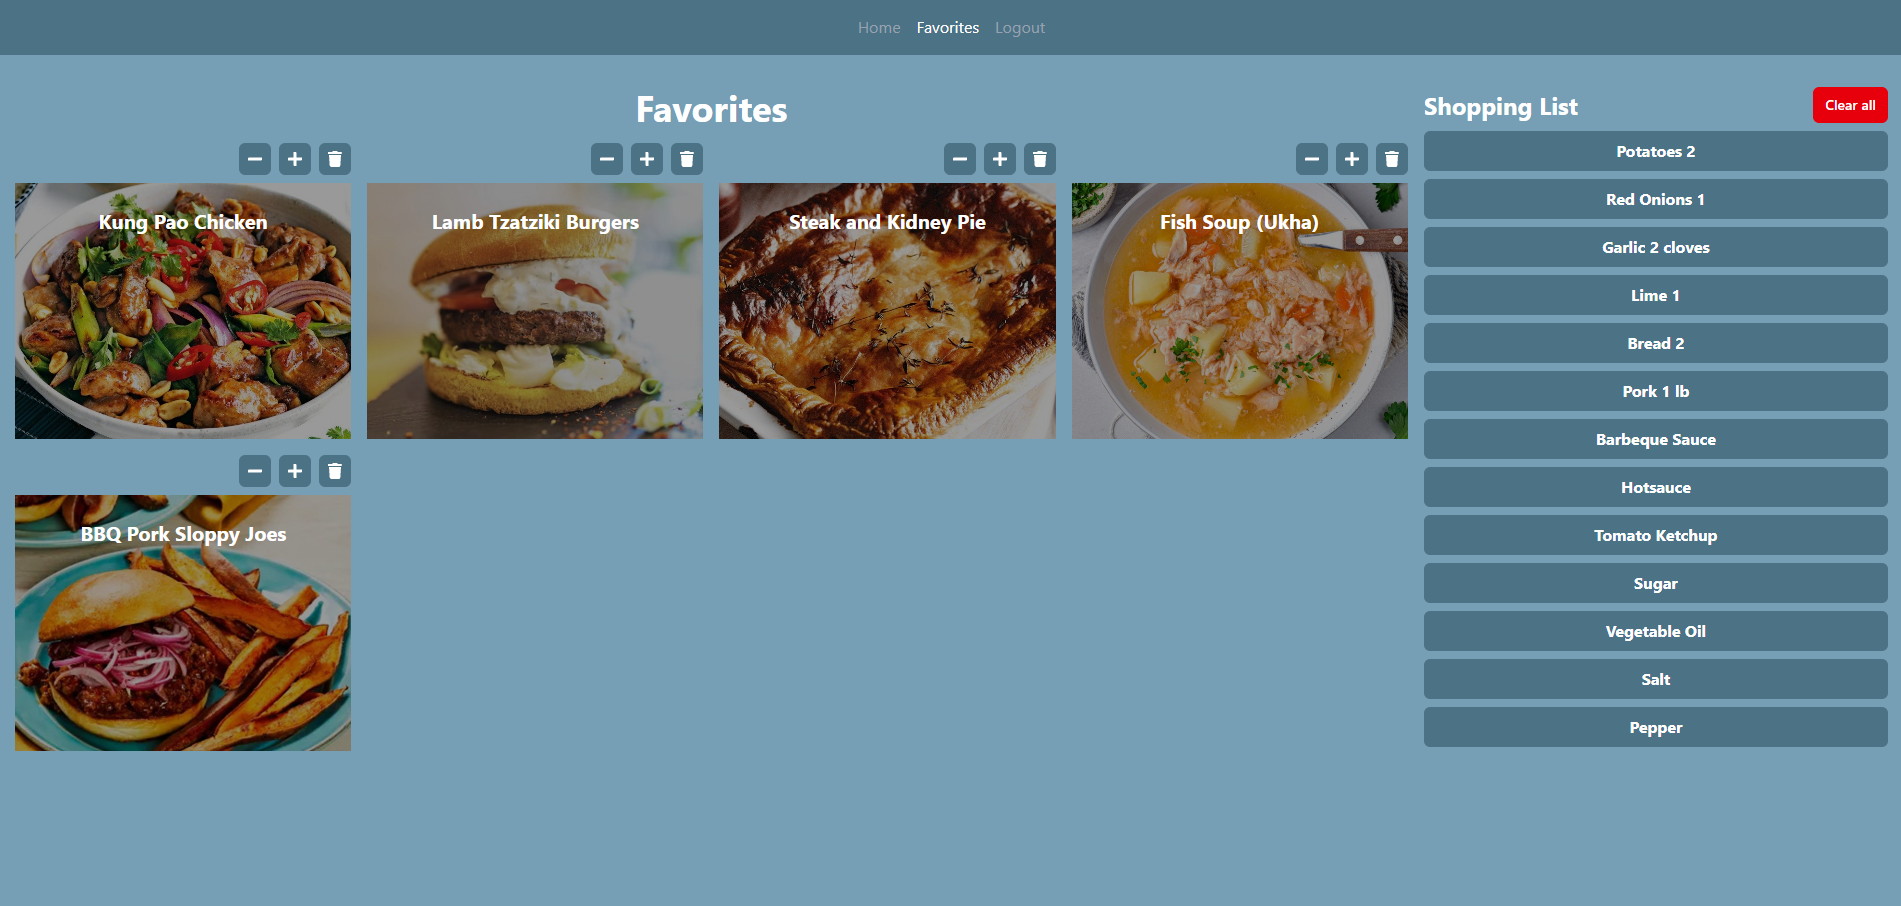 Home Favorites Logout
Favorites
Kung Pao Chicken
Lamb Tzatziki Burgers
Steak and Kidney Pie
Fish Soup (Ukha)
BBQ Pork Sloppy Joes
Shopping List
Clear all
Potatoes 2
Red Onions 1
Garlic 2 cloves
Lime 1
Bread 2
Pork 1 lb
Barbeque Sauce
Hotsauce
Tomato Ketchup
Sugar
Vegetable Oil
Salt
Pepper